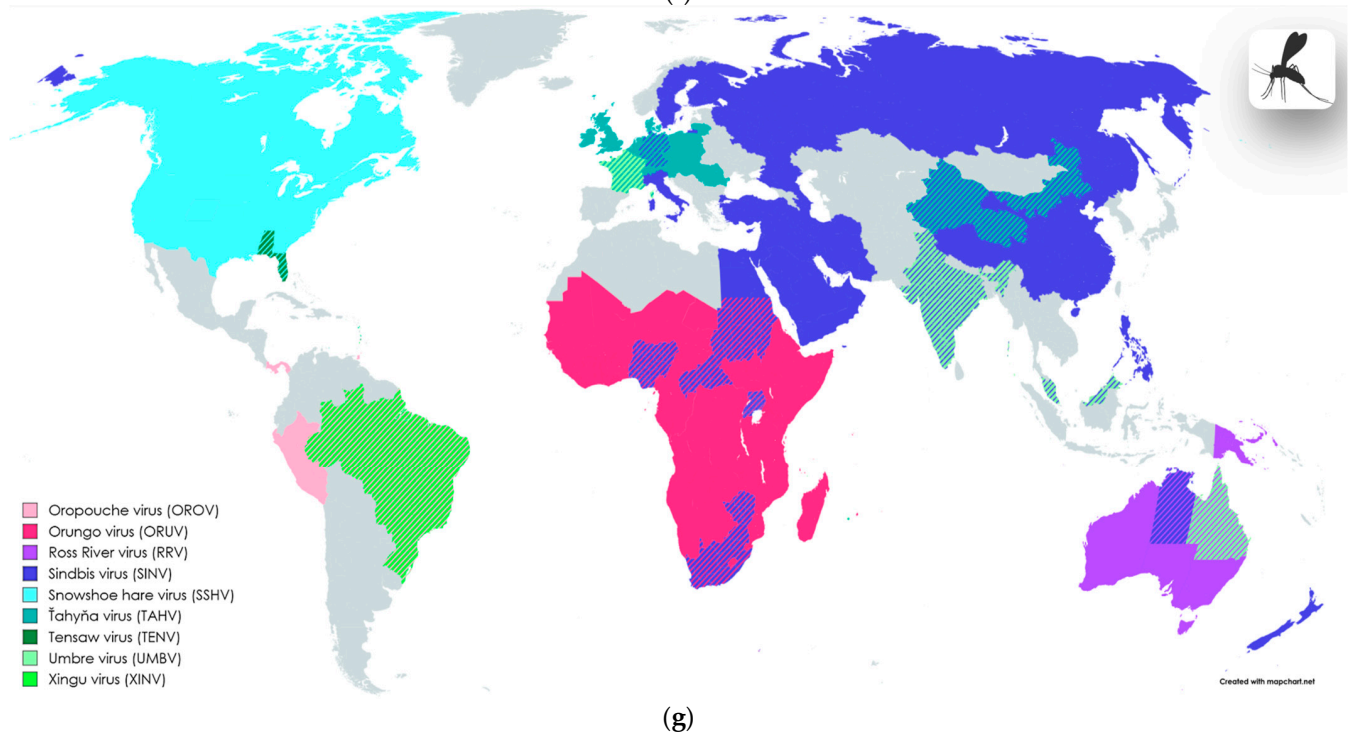 Oropouche virus (OROV)
Orungo virus (ORUV)
Ross River virus (RRV)
Sindbis virus (SINV)
Snowshoe hare virus (SSHV)
Ťahyňa virus (TAHV)
Tensaw virus (TENV)
Umbre virus (UMBV)
Xingu virus (XINV)
Created with mapchart.net
(g)